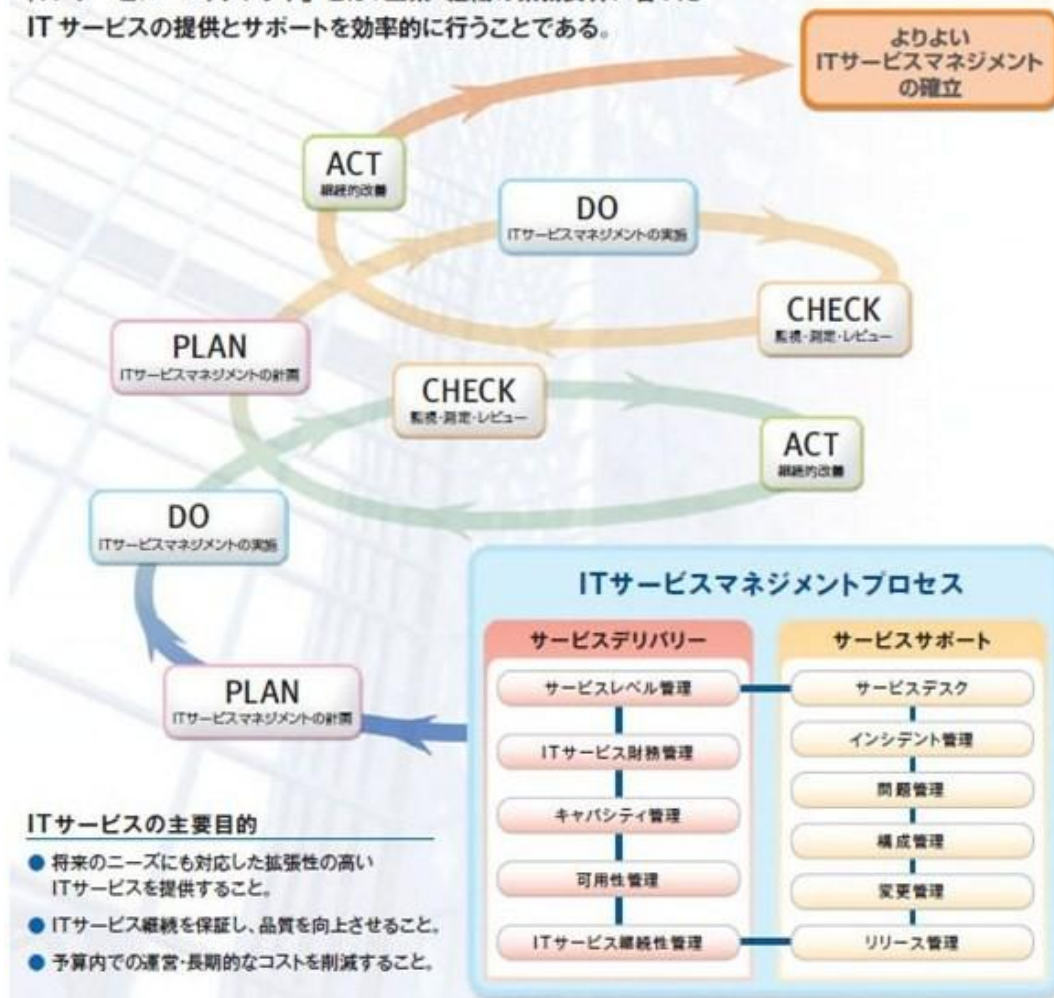 IT サービスの提供とサポートを効率的に行うことである。
よりよい
ITサービスマネジメント
の確立
ACT
継続的改善
DO
ITサービスマネジメントの実施
CHECK
監視・測定・レビュー
PLAN
ITサービスマネジメントの計画
CHECK
監視・測定・レビュー
ACT
継続的改善
DO
ITサービスマネジメントの実施
PLAN
ITサービスマネジメントの計画
ITサービスマネジメントプロセス
サービスデリバリー
サービスレベル管理
ITサービス財務管理
キャパシティ管理
可用性管理
ITサービス継続性管理
サービスサポート
サービスデスク
インシデント管理
問題管理
構成管理
変更管理
リリース管理
ITサービスの主要目的
● 将来のニーズにも対応した拡張性の高い
ITサービスを提供すること。
● ITサービス継続を保証し、品質を向上させること。
● 予算内での運営・長期的なコストを削減すること。